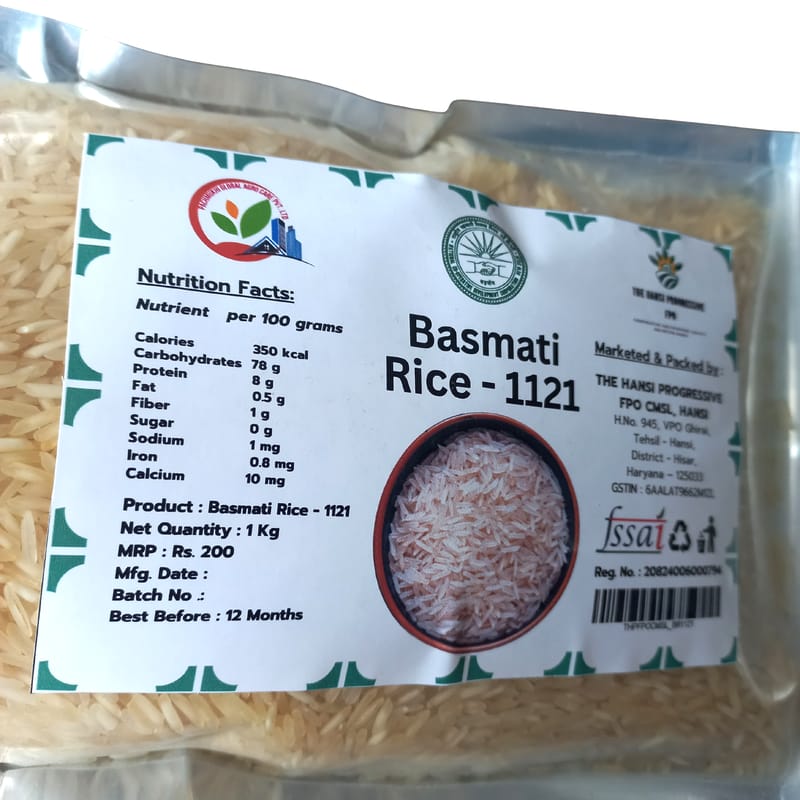 Nutrition Facts:
Nutrient per 100 grams
Calories 350 kcal
Carbohydrates 78 g
Protein 8 g
Fat 0.5 g
Fiber 1 g
Sugar 0 g
Sodium 1 mg
Iron 0.8 mg
Calcium 10 mg
Product : Basmati Rice - 1121
Net Quantity : 1 Kg
MRP : Rs. 200
Mfg. Date :
Batch No .:
Best Before : 12 Months
Basmati
Rice - 1121
THE HANSI PROGRESSIVE
FPO
Marketed & Packed by :
THE HANSI PROGRESSIVE
FPO CMSL, HANSI
H.No. 945, VPO Ghirai,
Tehsil - Hansi,
District - Hisar,
Haryana - 125033
GSTIN :
fssai
Reg. No. : 20824006000794